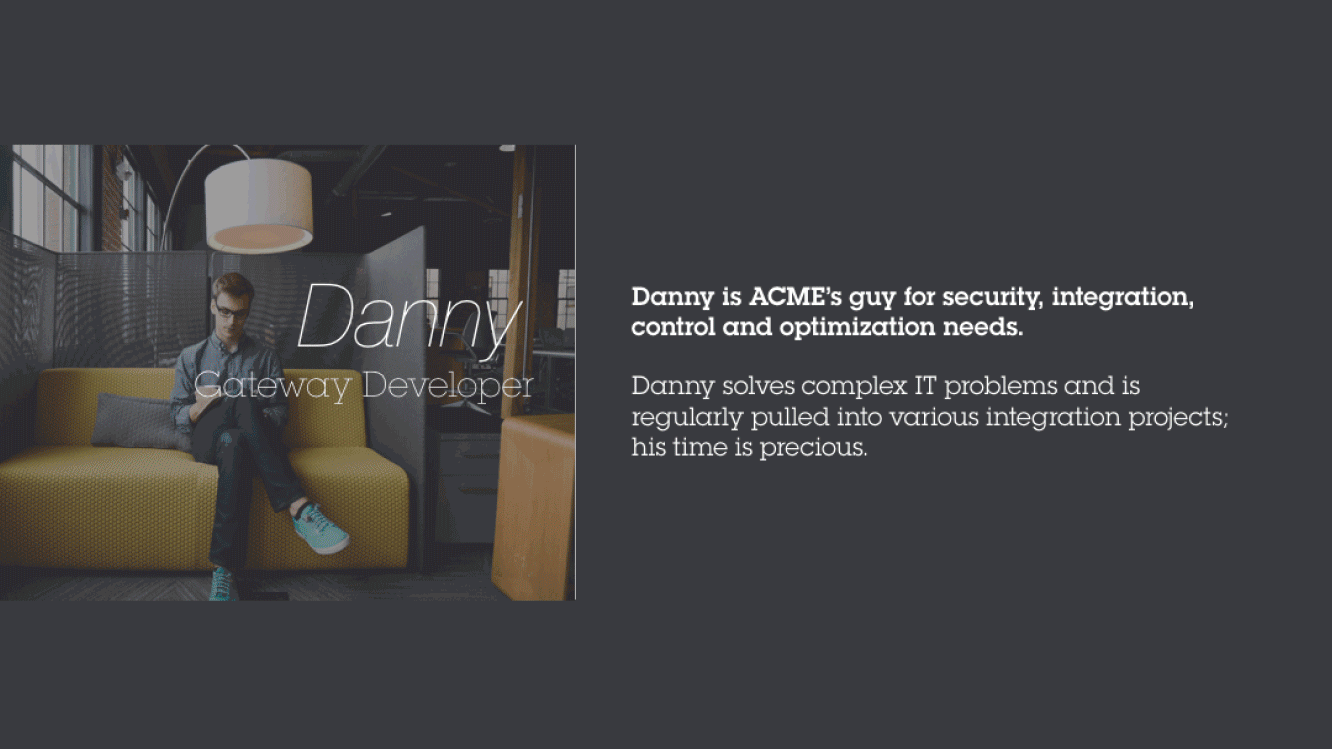 Danny
Gateway Developer
Danny is ACME’s guy for security, integration,
control and optimization needs.
Danny solves complex IT problems and is
regularly pulled into various integration projects;
his time is precious.